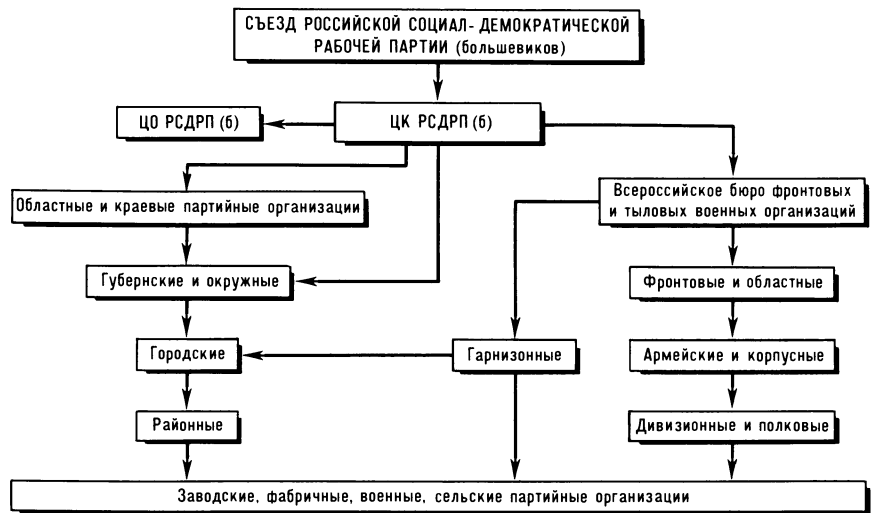 СЪЕЗД РОССИЙСКОЙ СОЦИАЛ-ДЕМОКРАТИЧЕСКОЙ
РАБОЧЕЙ ПАРТИИ (большевиков)
ЦО РСДРП (б)
ЦК РСДРП (б)
Областные и краевые партийные организации
Всероссийское бюро фронтовых
и тыловых военных организаций
Губернские и окружные
Фронтовые и областные
Городские
Гарнизонные
Армейские и корпусные
Районные
Дивизионные и полковые
Заводские, фабричные, военные, сельские партийные организации